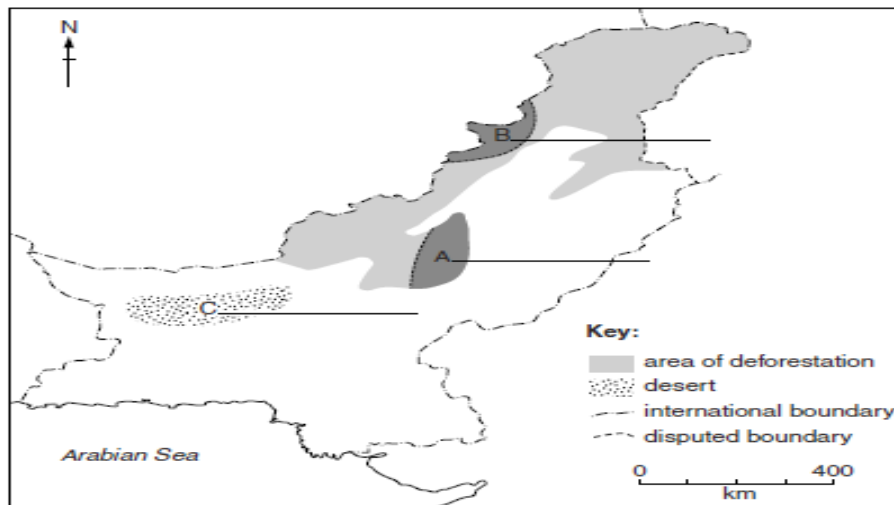 N
B
A
C
Key:
area of deforestation
desert
international boundary
disputed boundary
Arabian Sea
0 400
km